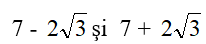 7 - 2√3 şi 7 + 2√3